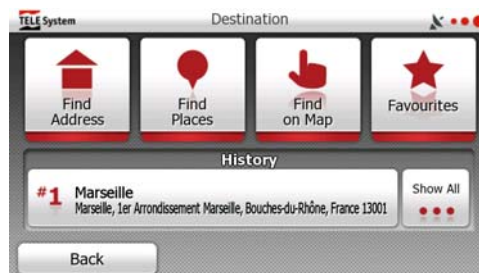 TELE System
Destination
Find
Address
Find
Places
Find
on Map
Favourites
History
#1 Marseille
Marseille, 1er Arrondissement Marseille, Bouches-du-Rhône, France 13001
Show All
Back